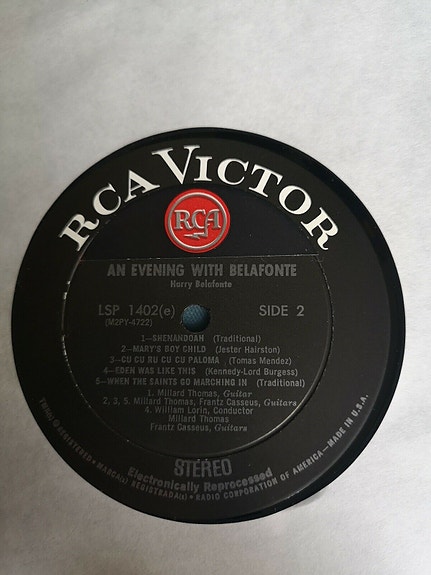 RCA VICTOR
RCA
AN EVENING WITH BELAFONTE
Harry Belafonte
LSP 1402(e) SIDE 2
(M2PY-4722)
1—SHENANDOAH (Traditional)
2—MARY'S BOY CHILD (Jester Hairston)
3—CU CU RU CU CU PALOMA (Tomas Mendez)
4—EDEN WAS LIKE THIS (Kennedy-Lord Burgess)
5—WHEN THE SAINTS GO MARCHING IN (Traditional)
1. Millard Thomas, Guitar
2, 3, 5. Millard Thomas, Frantz Casseus, Guitars
4. William Lorin, Conductor
Millard Thomas
Frantz Casseus, Guitars
STEREO
Electronically Reprocessed
TMK(s) ® REGISTERED • MARCA(s) REGISTRADA(s) • RADIO CORPORATION OF AMERICA—MADE IN U.S.A.